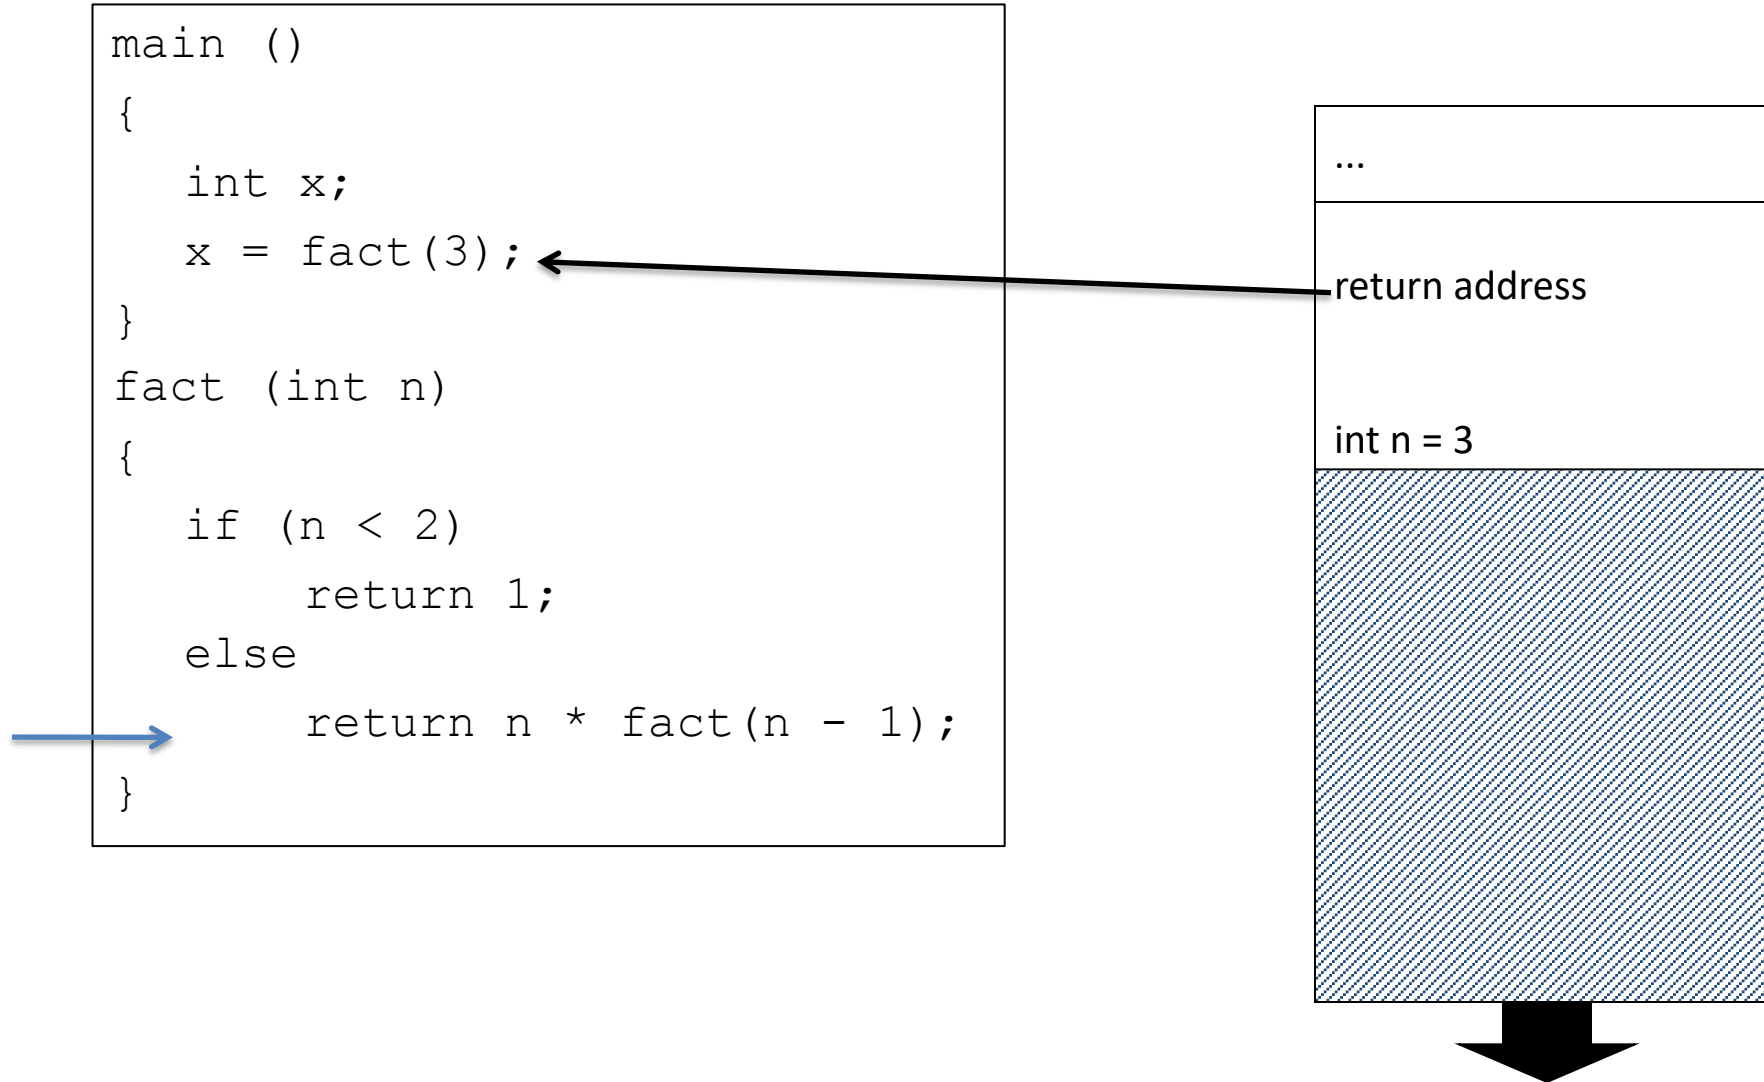 main ()
{
int x;
x = fact(3);
}
fact (int n)
{
if (n < 2)
return 1;
else
return n * fact(n - 1);
}
...
return address
int n = 3